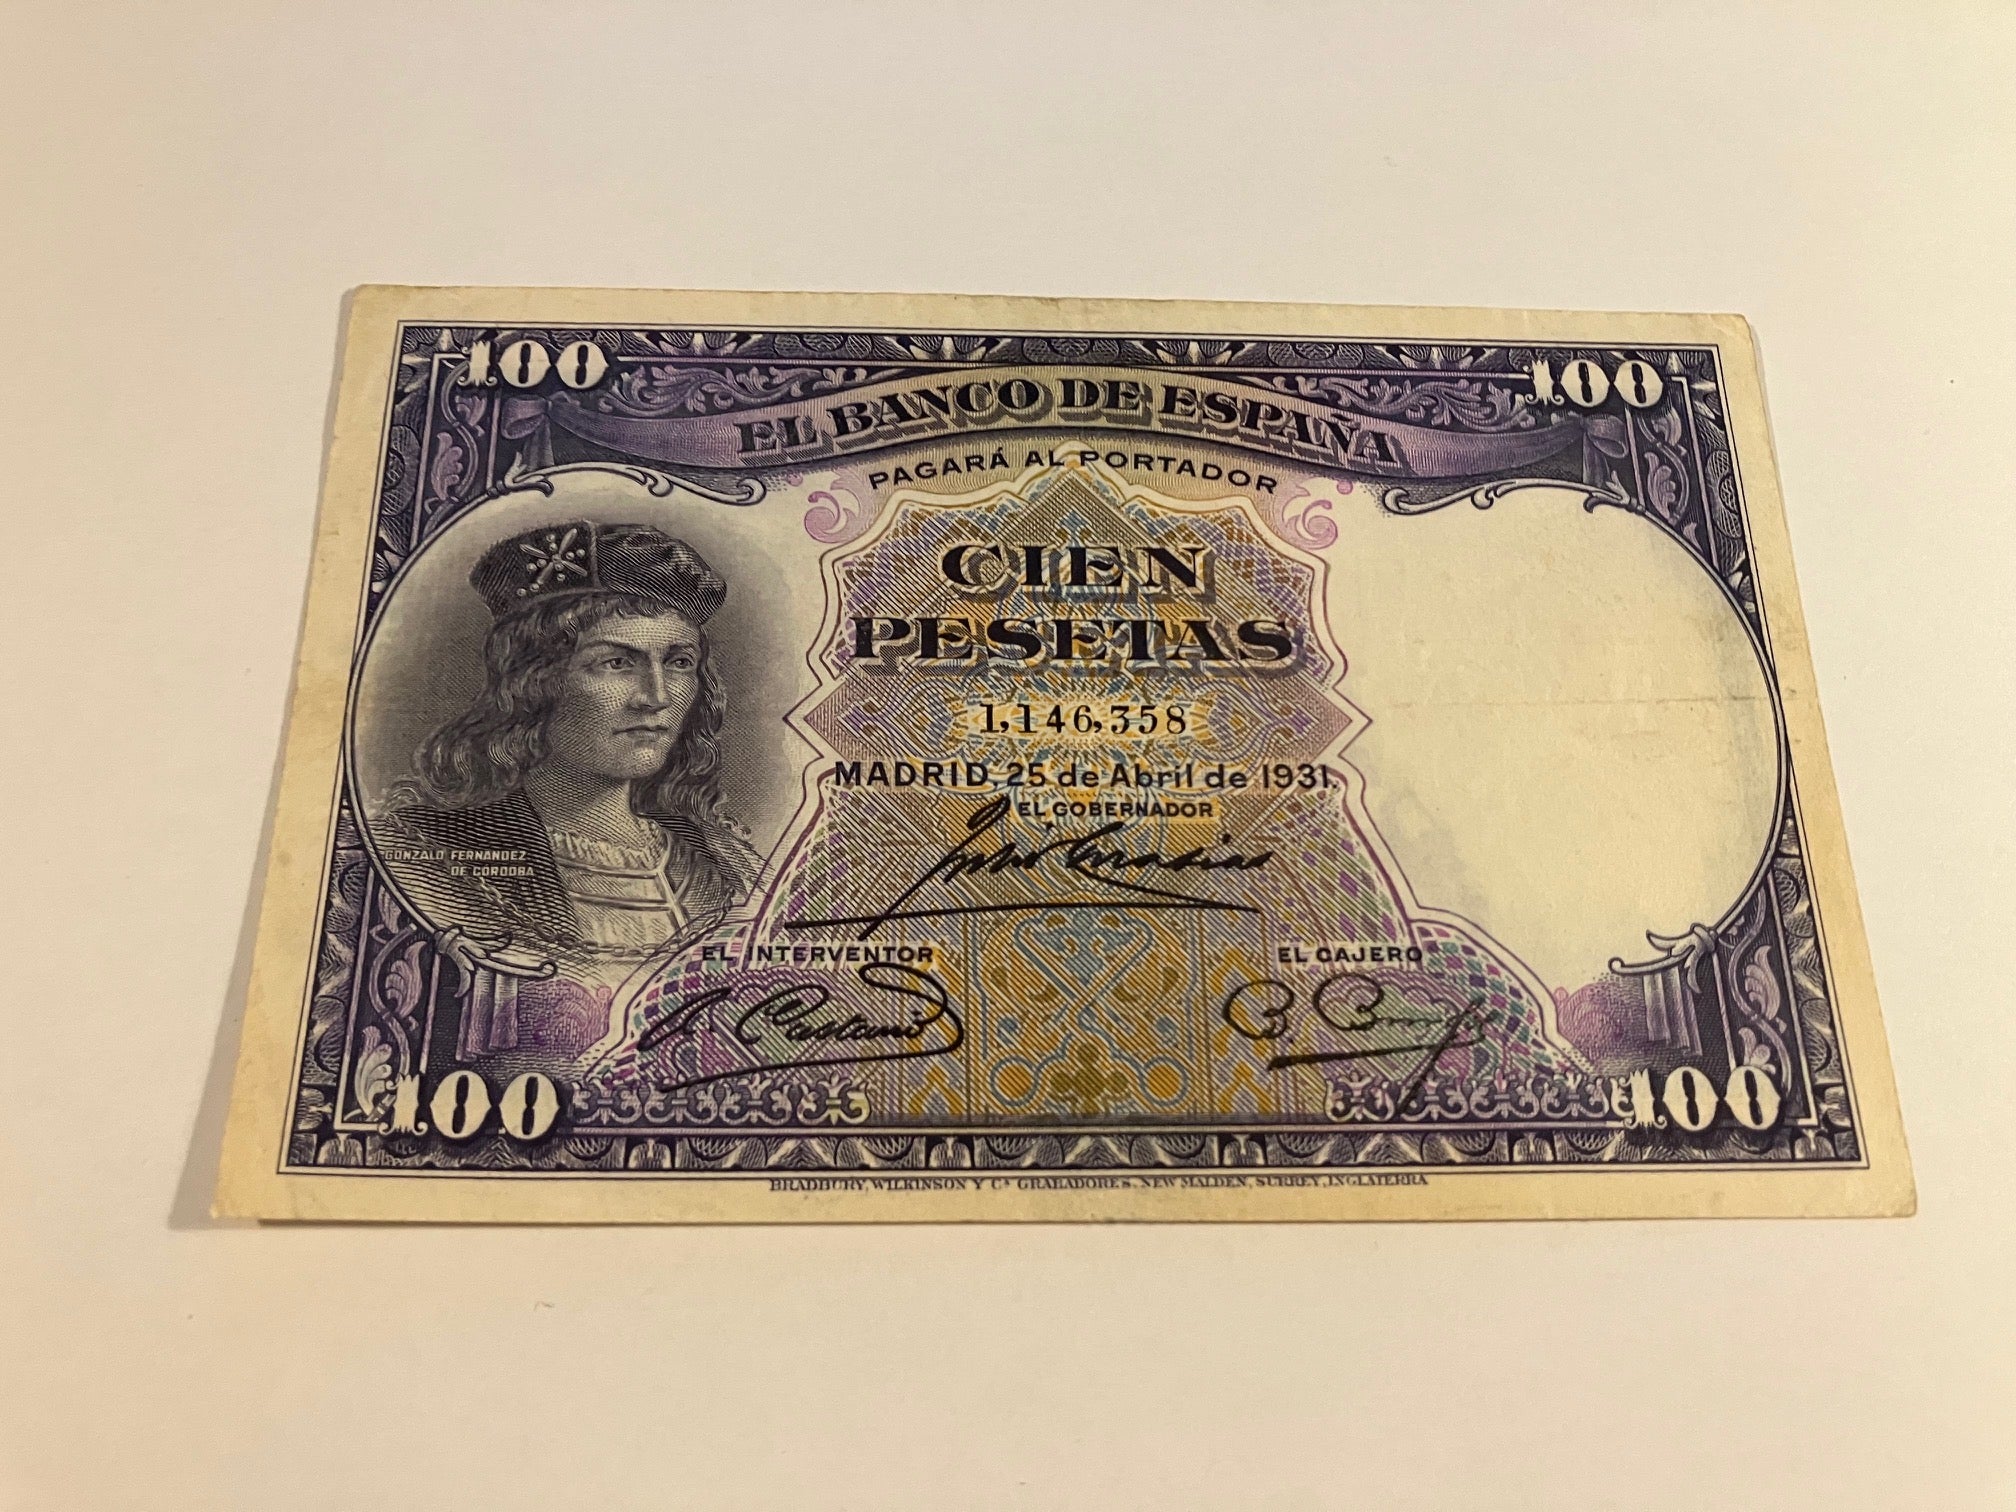 100
100
EL BANCO DE ESPAÑA
PAGARÁ AL PORTADOR
CIEN
PESETAS
1,146,358
MADRID, 25 de Abril de 1931.
EL GOBERNADOR
GONZALO FERNANDEZ
DE CORDOBA
EL INTERVENTOR
EL CAJERO
100
100
BRADBURY, WILKINSON Y Cª GRABADORES, NEW MALDEN, SURREY, INGLATERRA